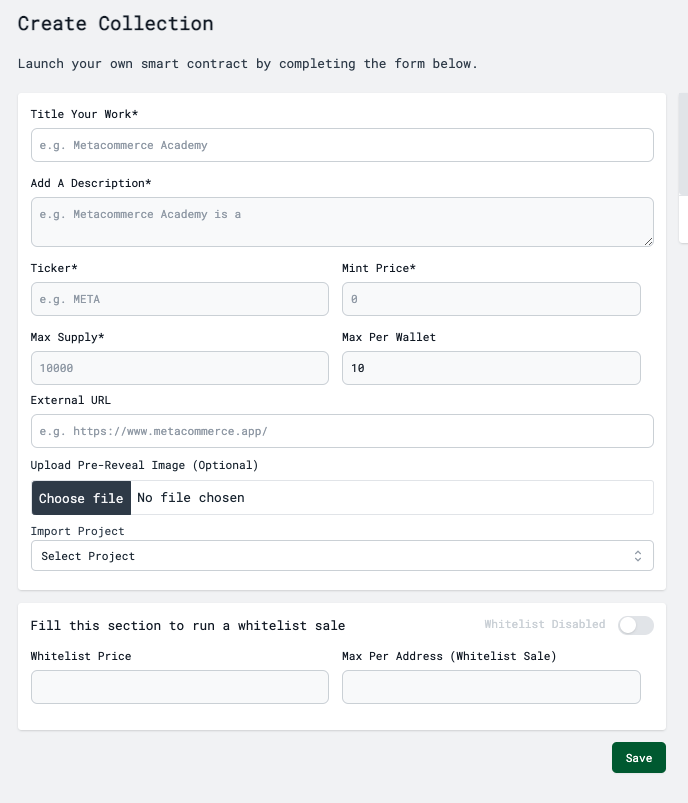 Create Collection
Launch your own smart contract by completing the form below.
Title Your Work*
e.g. Metacommerce Academy
Add A Description*
e.g. Metacommerce Academy is a
Ticker* Mint Price*
e.g. META 0
Max Supply* Max Per Wallet
10000 10
External URL
e.g. https://www.metacommerce.app/
Upload Pre-Reveal Image (Optional)
Choose file No file chosen
Import Project
Select Project
Fill this section to run a whitelist sale Whitelist Disabled
Whitelist Price Max Per Address (Whitelist Sale)
Save